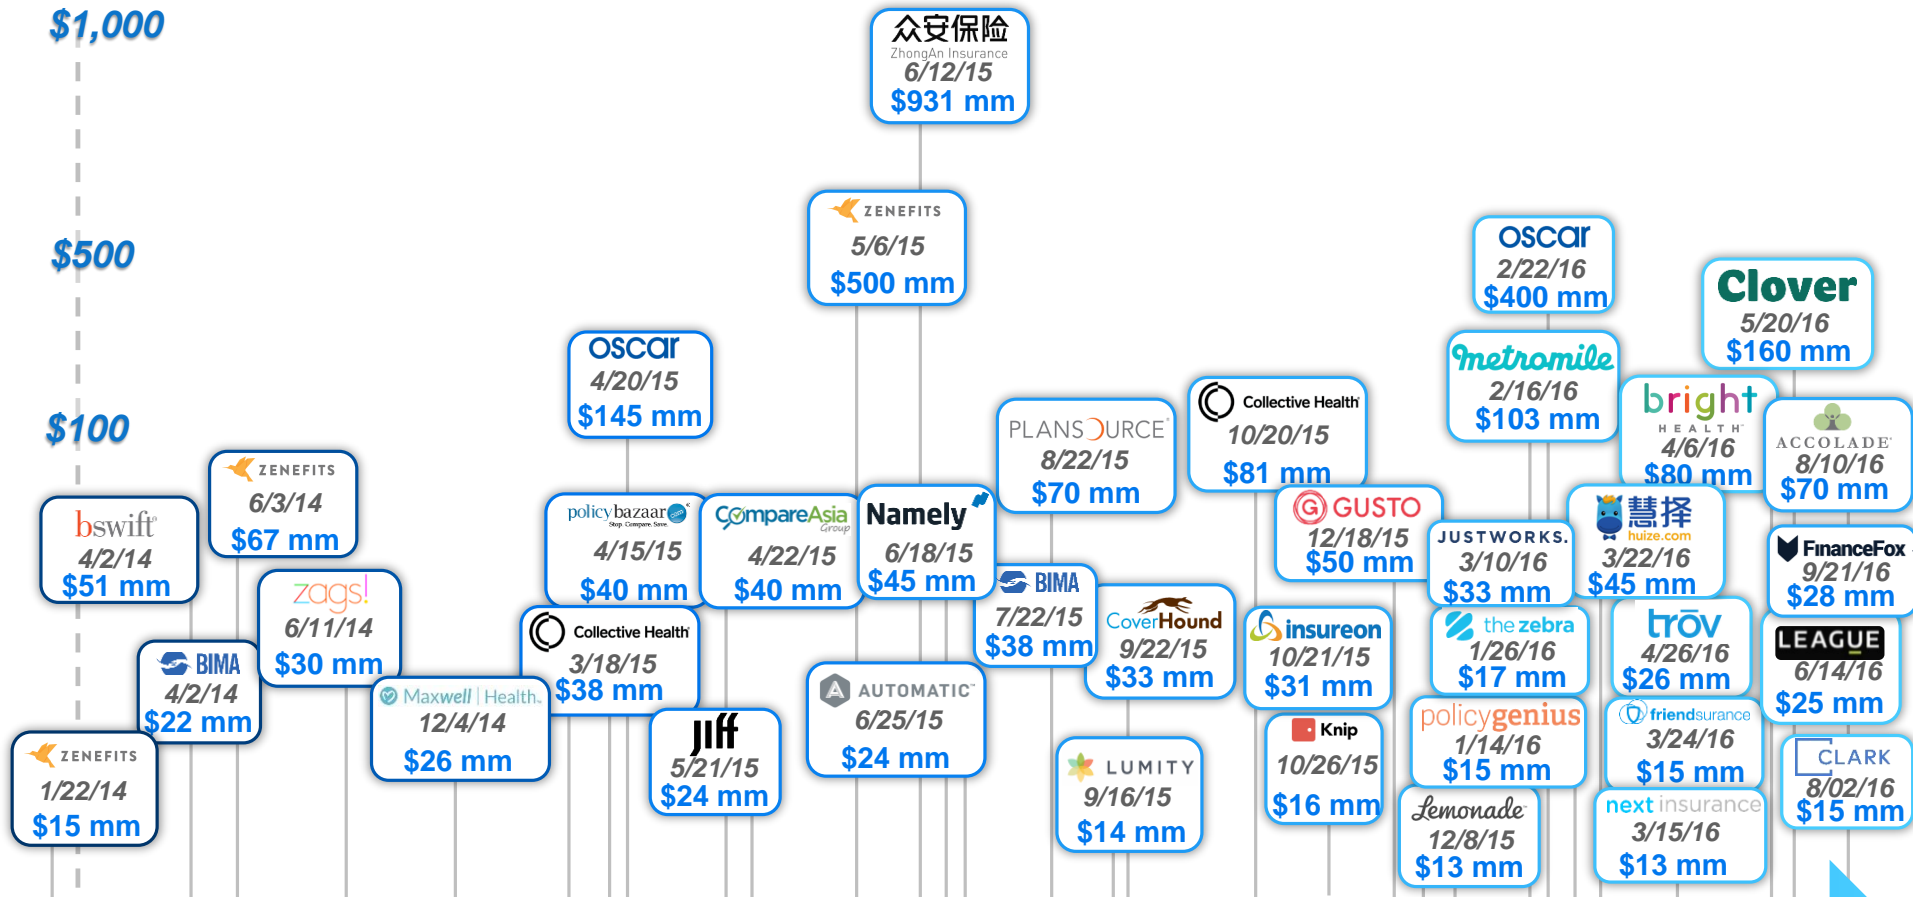 $1,000
$500
$100
众安保险
ZhongAn Insurance
6/12/15
$931 mm
ZENEFITS
5/6/15
$500 mm
oscar
2/22/16
$400 mm
Clover
5/20/16
$160 mm
oscar
4/20/15
$145 mm
metromile
2/16/16
$103 mm
Collective Health
10/20/15
$81 mm
bright
HEALTH
4/6/16
$80 mm
PLANSOURCE
8/22/15
$70 mm
ACCOLADE
8/10/16
$70 mm
ZENEFITS
6/3/14
$67 mm
bswift
4/2/14
$51 mm
policybazaar.com
Stop. Compare. Save.
4/15/15
$40 mm
CompareAsia
Group
4/22/15
$40 mm
Namely
6/18/15
$45 mm
GUSTO
12/18/15
$50 mm
JUSTWORKS.
3/10/16
$33 mm
慧择
huize.com
3/22/16
$45 mm
FinanceFox
9/21/16
$28 mm
zags!
6/11/14
$30 mm
BIMA
7/22/15
$38 mm
CoverHound
9/22/15
$33 mm
Collective Health
3/18/15
$38 mm
insureon
10/21/15
$31 mm
the zebra
1/26/16
$17 mm
trōv
4/26/16
$26 mm
LEAGUE
6/14/16
$25 mm
BIMA
4/2/14
$22 mm
Maxwell | Health
12/4/14
$26 mm
AUTOMATIC
6/25/15
$24 mm
Jiff
5/21/15
$24 mm
policygenius
1/14/16
$15 mm
friendsurance
3/24/16
$15 mm
Knip
10/26/15
$16 mm
ZENEFITS
1/22/14
$15 mm
LUMITY
9/16/15
$14 mm
CLARK
8/02/16
$15 mm
Lemonade
12/8/15
$13 mm
next insurance
3/15/16
$13 mm